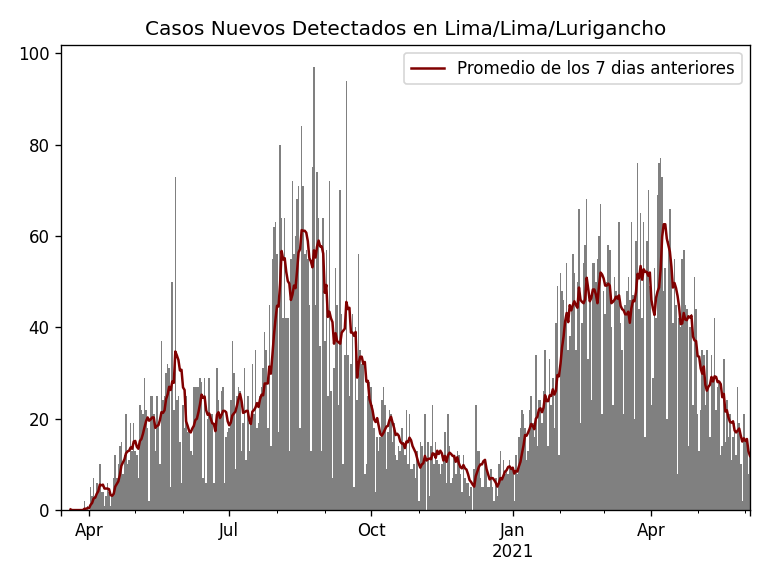 Casos Nuevos Detectados en Lima/Lima/Lurigancho
Promedio de los 7 dias anteriores
100
80
60
40
20
0
Apr Jul Oct Jan Apr
2021